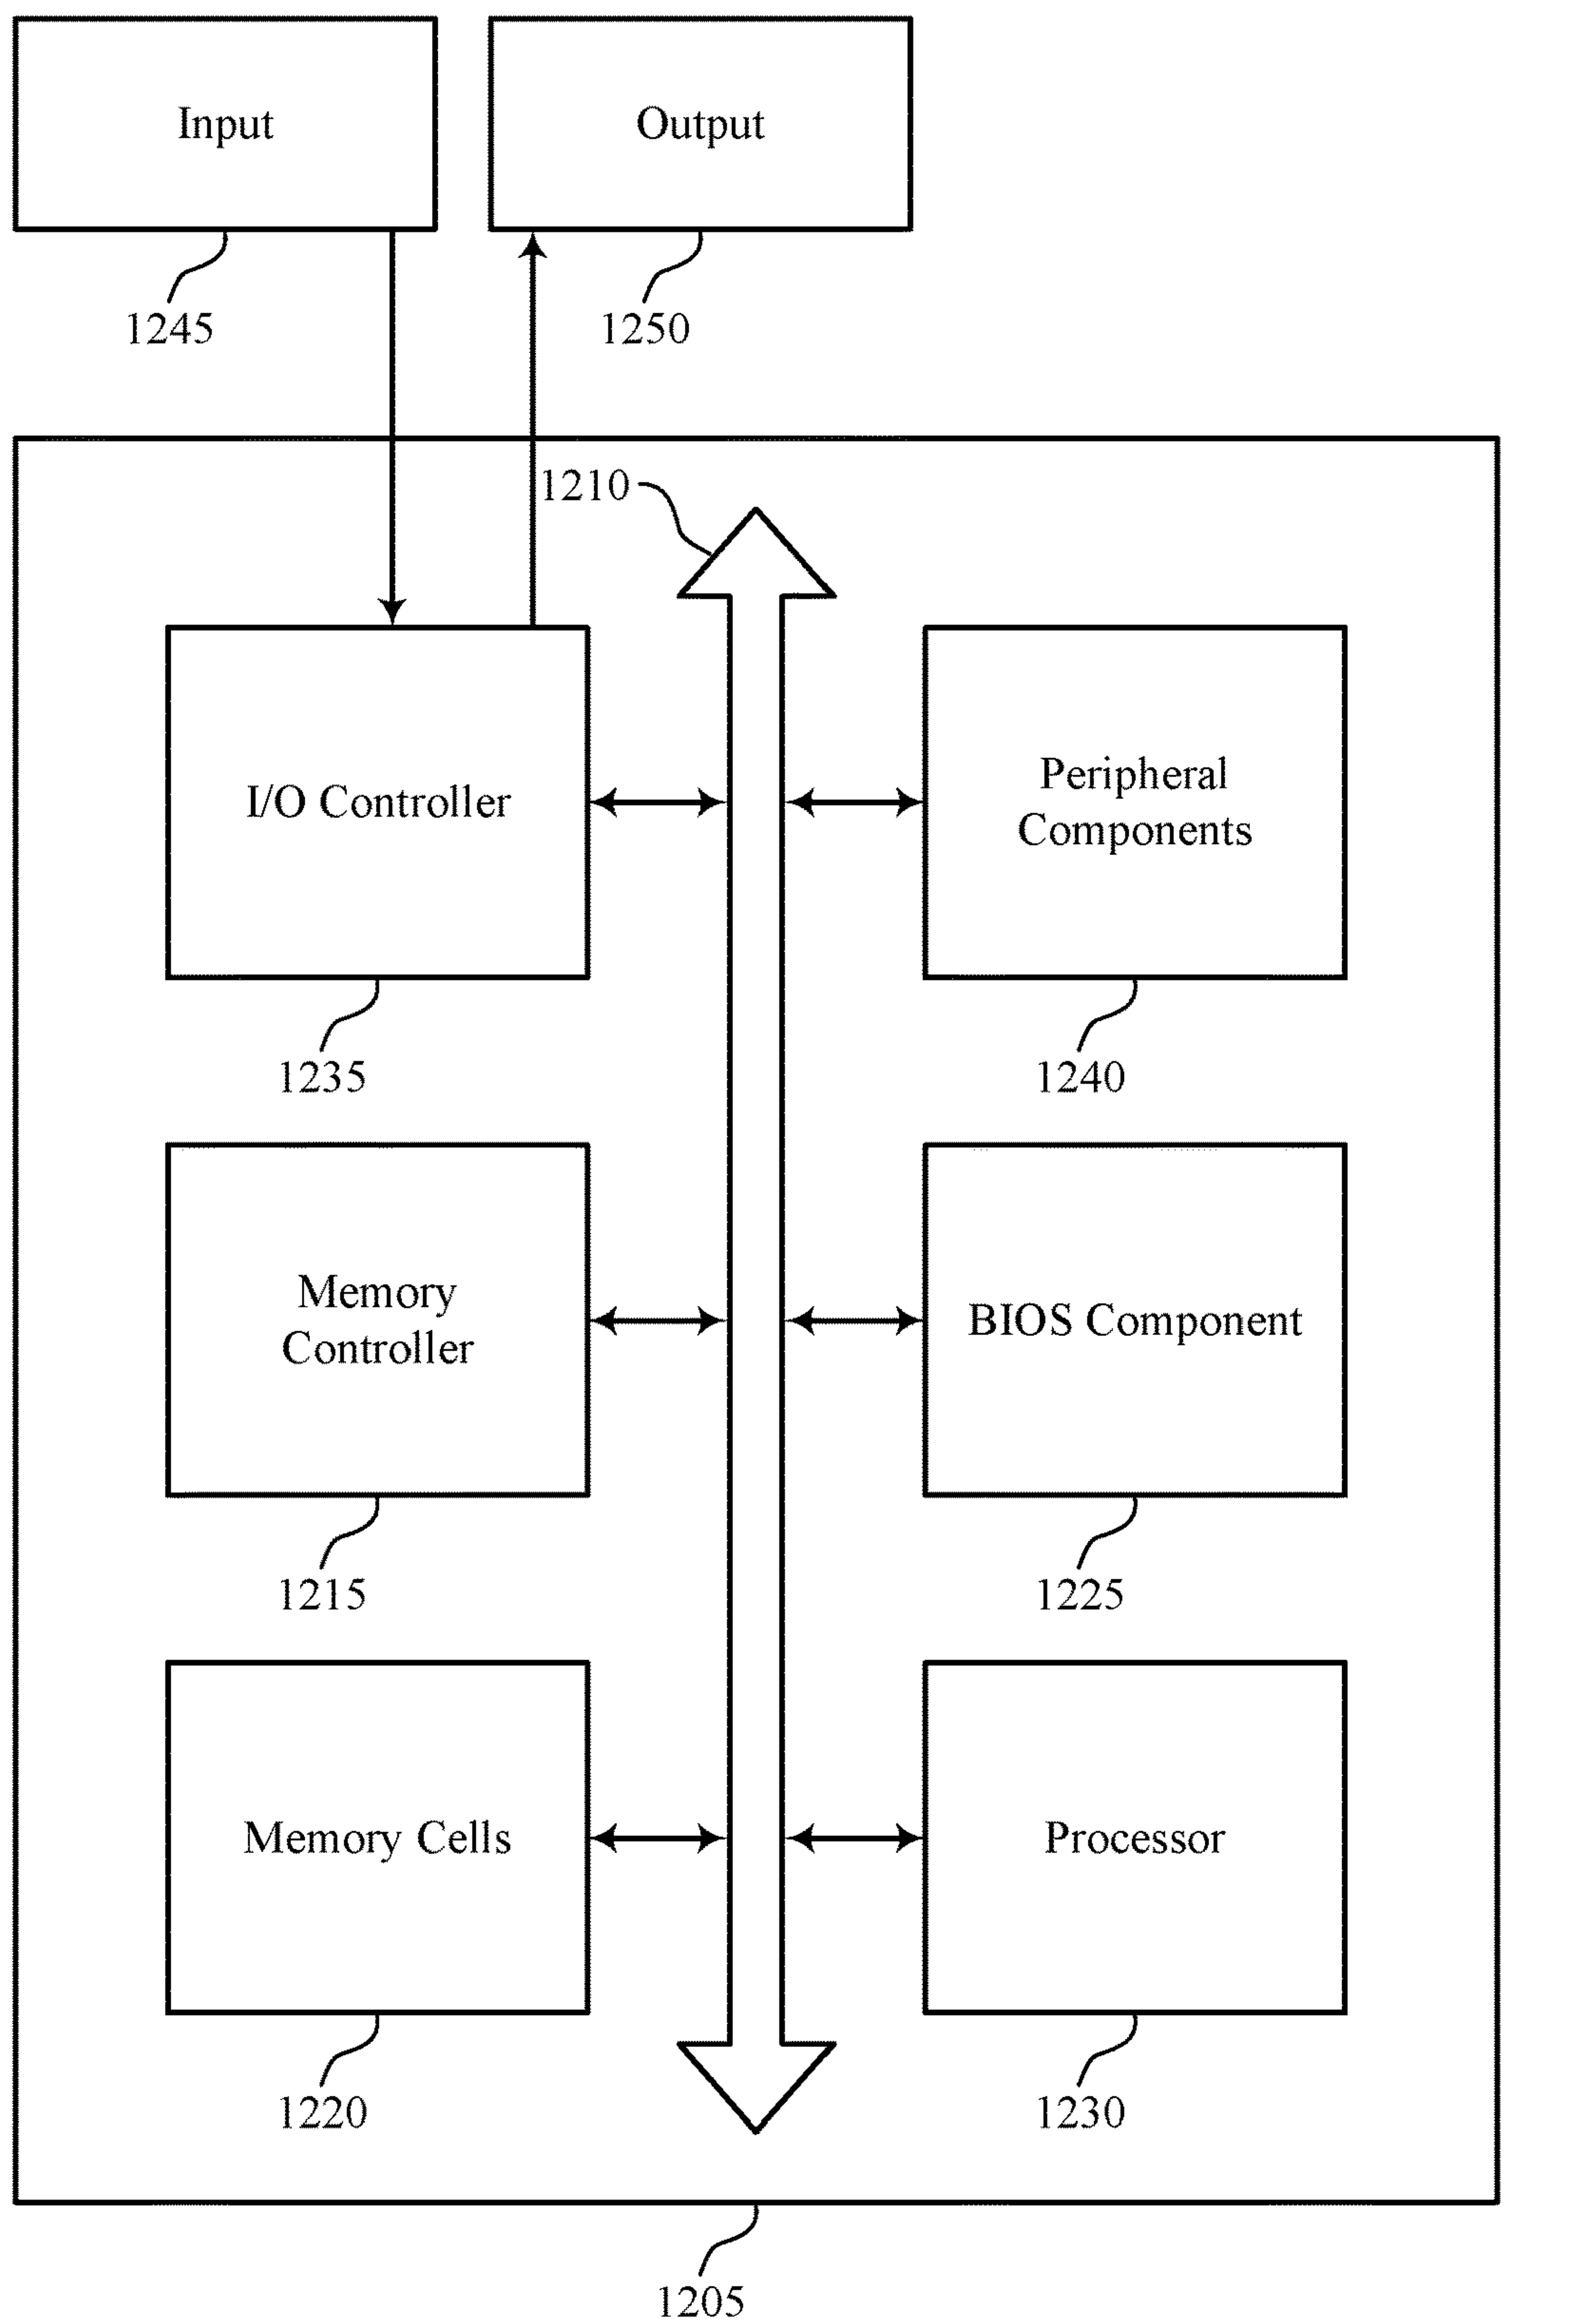 Input
Output
1245
1250
1210
I/O Controller
Peripheral
Components
1235
1240
Memory
Controller
BIOS Component
1215
1225
Memory Cells
Processor
1220
1230
1205